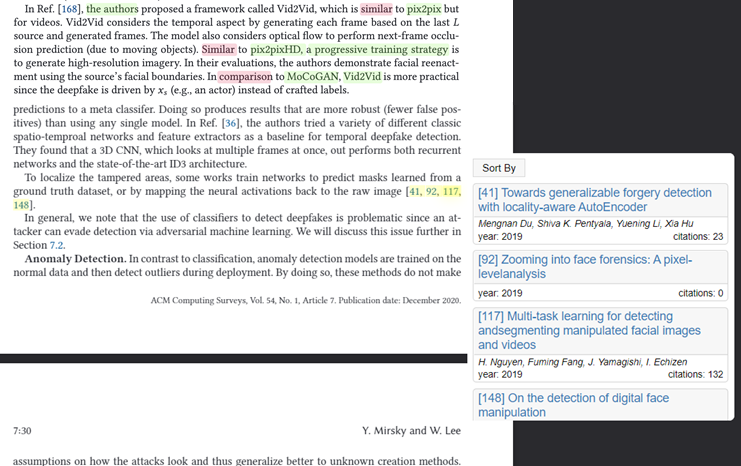 In Ref. [168], the authors proposed a framework called Vid2Vid, which is similar to pix2pix but
for videos. Vid2Vid considers the temporal aspect by generating each frame based on the last L
source and generated frames. The model also considers optical flow to perform next-frame occlu-
sion prediction (due to moving objects). Similar to pix2pixHD, a progressive training strategy is
to generate high-resolution imagery. In their evaluations, the authors demonstrate facial reenact-
ment using the source's facial boundaries. In comparison to MoCoGAN, Vid2Vid is more practical
since the deepfake is driven by xs (e.g., an actor) instead of crafted labels.
predictions to a meta classifer. Doing so produces results that are more robust (fewer false pos-
itives) than using any single model. In Ref. [36], the authors tried a variety of different classic
spatio-temproal networks and feature extractors as a baseline for temporal deepfake detection.
They found that a 3D CNN, which looks at multiple frames at once, out performs both recurrent
networks and the state-of-the-art ID3 architecture.
To localize the tampered areas, some works train networks to predict masks learned from a
ground truth dataset, or by mapping the neural activations back to the raw image [41, 92, 117,
148].
In general, we note that the use of classifiers to detect deepfakes is problematic since an at-
tacker can evade detection via adversarial machine learning. We will discuss this issue further in
Section 7.2.
Anomaly Detection. In contrast to classification, anomaly detection models are trained on the
normal data and then detect outliers during deployment. By doing so, these methods do not make
ACM Computing Surveys, Vol. 54, No. 1, Article 7. Publication date: December 2020.
7:30 Y. Mirsky and W. Lee
assumptions on how the attacks look and thus generalize better to unknown creation methods.
Sort By
[41] Towards generalizable forgery detection
with locality-aware AutoEncoder
Mengnan Du, Shiva K. Pentyala, Yuening Li, Xia Hu
year: 2019 citations: 23
[92] Zooming into face forensics: A pixel-
levelanalysis
year: 2019 citations: 0
[117] Multi-task learning for detecting
andsegmenting manipulated facial images
and videos
H. Nguyen, Fuming Fang, J. Yamagishi, I. Echizen
year: 2019 citations: 132
[148] On the detection of digital face
manipulation